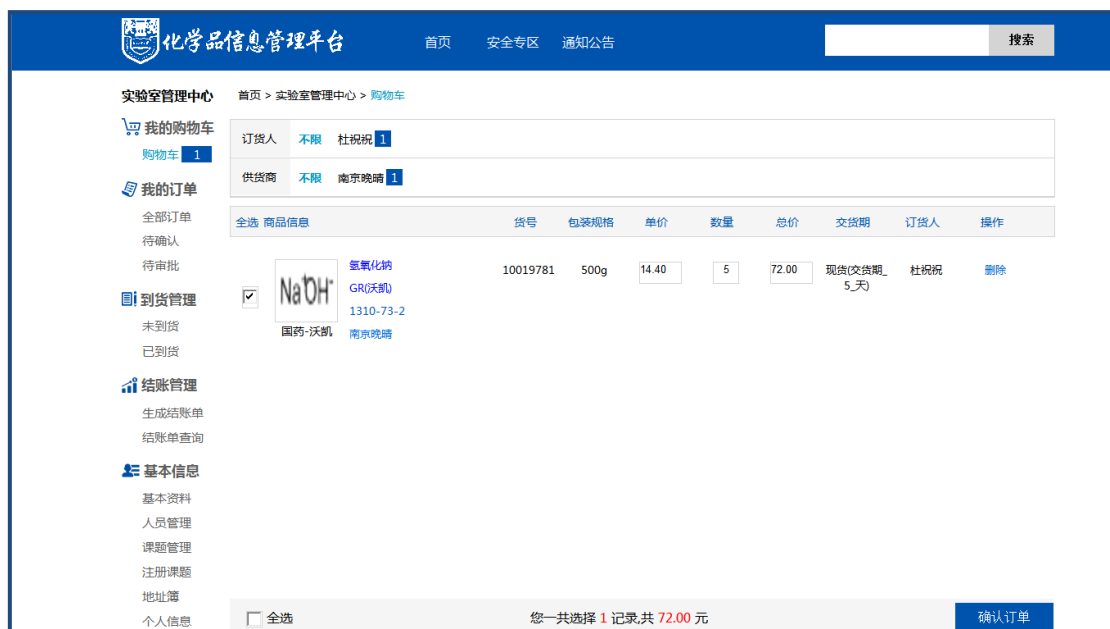 化学品信息管理平台 首页 安全专区 通知公告 搜索
实验室管理中心 首页 > 实验室管理中心 > 购物车
我的购物车
购物车 1
我的订单
全部订单
待确认
待审批
到货管理
未到货
已到货
结账管理
生成结账单
结账单查询
基本信息
基本资料
人员管理
课题管理
注册课题
地址簿
个人信息
订货人 不限 杜祝祝 1
供货商 不限 南京晚晴 1
全选 商品信息 货号 包装规格 单价 数量 总价 交货期 订货人 操作
NaOH
国药-沃凯
氢氧化钠
GR(沃凯)
1310-73-2
南京晚晴
10019781 500g 14.40 5 72.00 现货(交货期_ 杜祝祝 删除
5_天)
全选 您一共选择 1 记录,共 72.00 元 确认订单